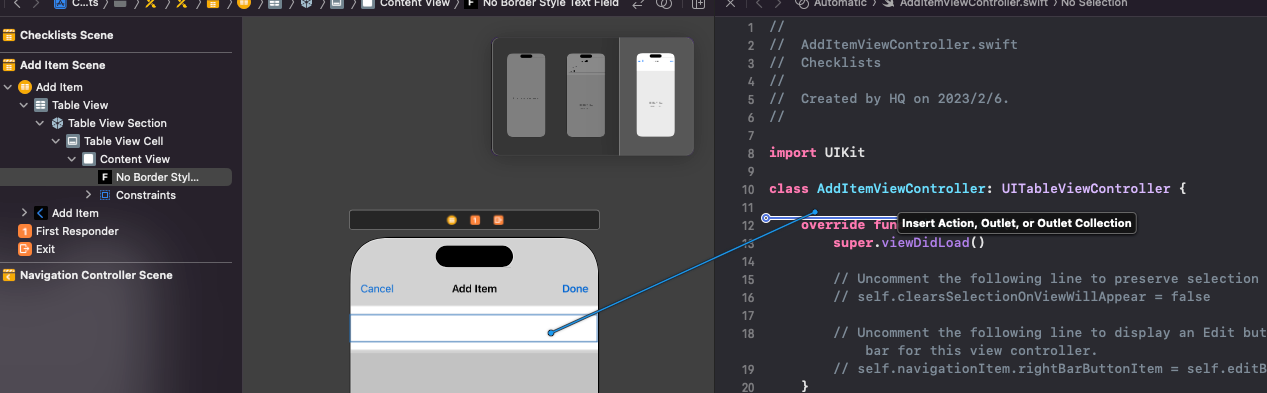 C...ts
Content View
No Border Style Text Field
Automatic
AddItemViewController.swift
No Selection
Checklists Scene
Add Item Scene
Add Item
Table View
Table View Section
Table View Cell
Content View
F No Border Styl...
Constraints
Add Item
1 First Responder
Exit
Navigation Controller Scene
1
Cancel
Add Item
Done
1 //
2 // AddItemViewController.swift
3 // Checklists
4 //
5 // Created by HQ on 2023/2/6.
6 //
7
8 import UIKit
9
10 class AddItemViewController: UITableViewController {
11
12 override fun
Insert Action, Outlet, or Outlet Collection
13 super.viewDidLoad()
14
15 // Uncomment the following line to preserve selection
16 // self.clearsSelectionOnViewWillAppear = false
17
18 // Uncomment the following line to display an Edit but
bar for this view controller.
19 // self.navigationItem.rightBarButtonItem = self.editB
20 }